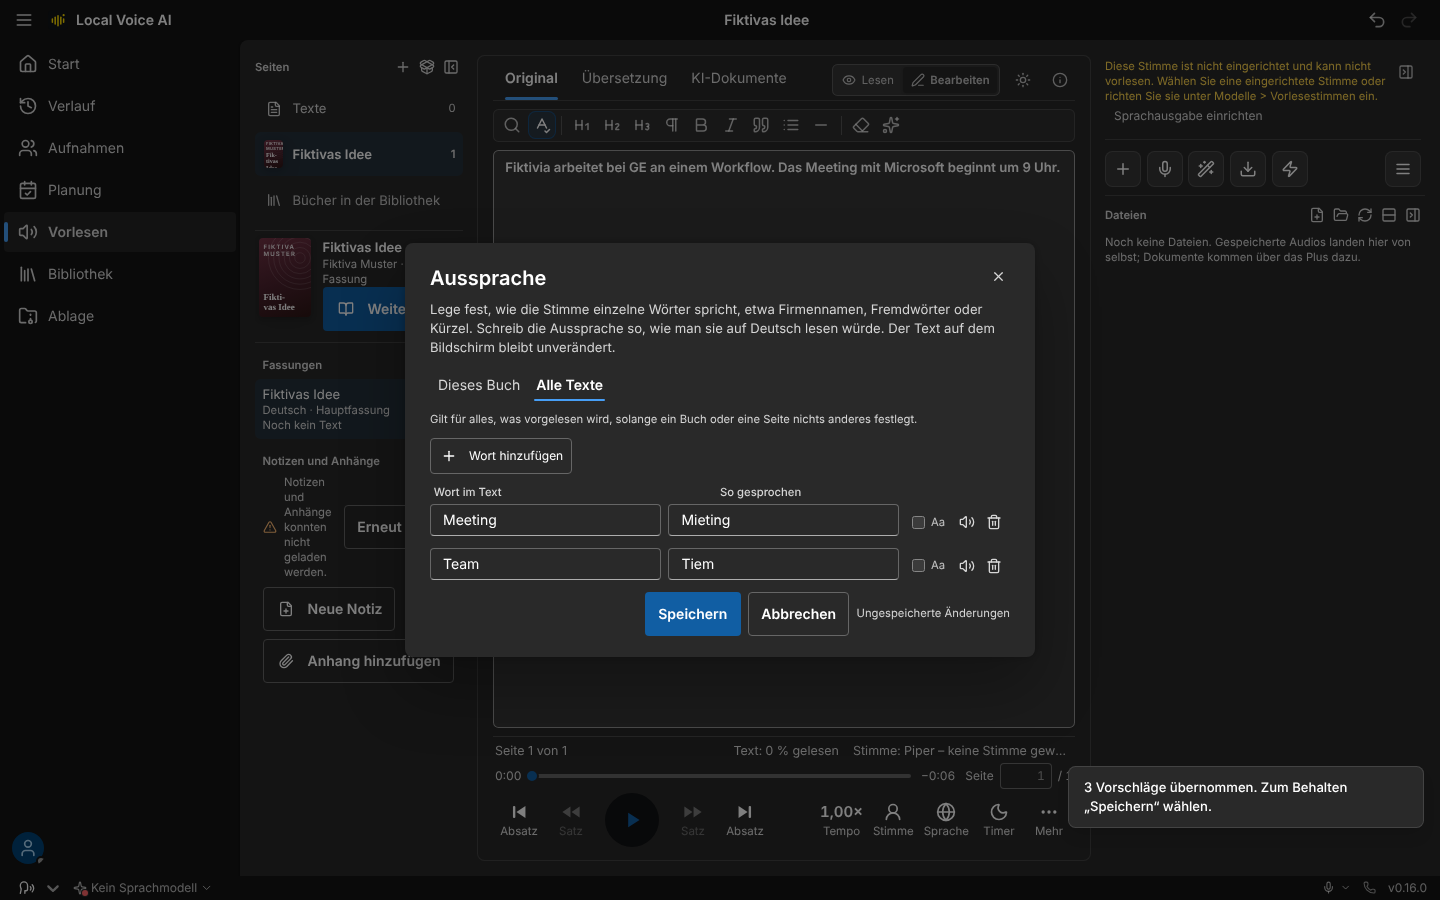 Local Voice AI
Fiktivas Idee
Start
Verlauf
Aufnahmen
Planung
Vorlesen
Bibliothek
Ablage
Seiten
Texte 0
Fiktivas Idee 1
Bücher in der Bibliothek
FIKTIVA
MUSTER
Fikti-
vas Idee
Fiktivas Idee
Fiktiva Muster ·
Fassung
Weite
Fassungen
Fiktivas Idee
Deutsch · Hauptfassung
Noch kein Text
Notizen und Anhänge
Notizen
und
Anhänge
konnten
nicht
geladen
werden.
Erneut
Neue Notiz
Anhang hinzufügen
Original Übersetzung KI-Dokumente Lesen Bearbeiten
H1 H2 H3 B I
Fiktivia arbeitet bei GE an einem Workflow. Das Meeting mit Microsoft beginnt um 9 Uhr.
Aussprache
Lege fest, wie die Stimme einzelne Wörter spricht, etwa Firmennamen, Fremdwörter oder
Kürzel. Schreib die Aussprache so, wie man sie auf Deutsch lesen würde. Der Text auf dem
Bildschirm bleibt unverändert.
Dieses Buch Alle Texte
Gilt für alles, was vorgelesen wird, solange ein Buch oder eine Seite nichts anderes festlegt.
Wort hinzufügen
Wort im Text So gesprochen
Meeting Mieting Aa
Team Tiem Aa
Speichern Abbrechen Ungespeicherte Änderungen
Seite 1 von 1 Text: 0 % gelesen Stimme: Piper – keine Stimme gew…
0:00 −0:06 Seite 1 /
Absatz Satz Satz Absatz 1,00× Tempo Stimme Sprache Timer Mehr
Diese Stimme ist nicht eingerichtet und kann nicht
vorlesen. Wählen Sie eine eingerichtete Stimme oder
richten Sie sie unter Modelle > Vorlesestimmen ein.
Sprachausgabe einrichten
Dateien
Noch keine Dateien. Gespeicherte Audios landen hier von
selbst; Dokumente kommen über das Plus dazu.
3 Vorschläge übernommen. Zum Behalten
„Speichern“ wählen.
Kein Sprachmodell
v0.16.0